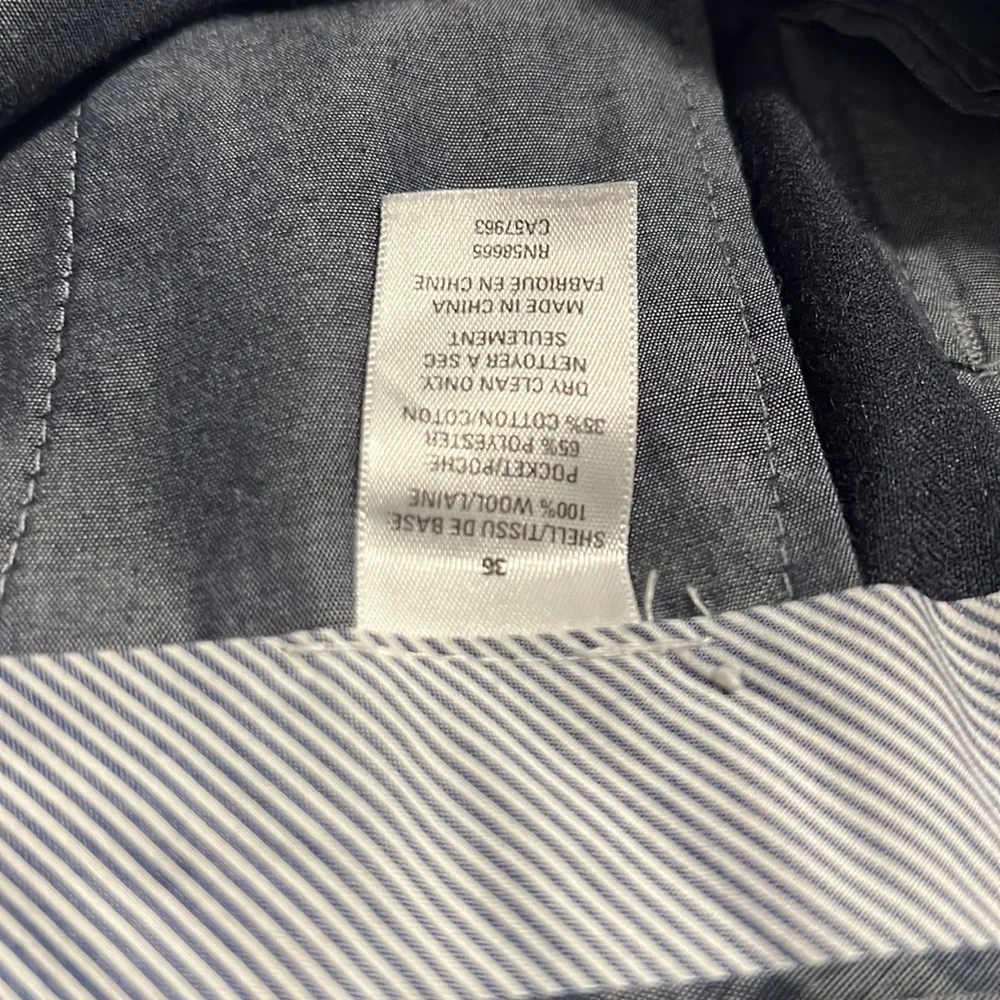 36
SHELL/TISSU DE BASE
100% WOOL/LAINE
POCKET/POCHE
65% POLYESTER
35% COTTON/COTON
DRY CLEAN ONLY
NETTOYER A SEC
SEULEMENT
MADE IN CHINA
FABRIQUE EN CHINE
RN58665
CA57963